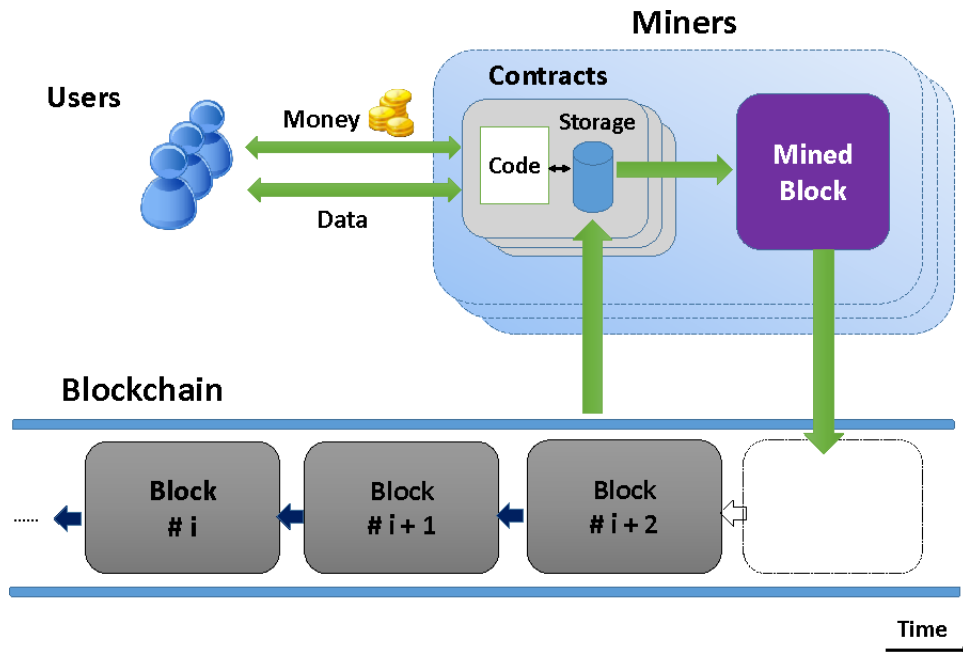 Miners
Contracts
Users
Money
Storage
Code
Mined
Block
Data
Blockchain
Block
# i
Block
# i + 1
Block
# i + 2
......
Time